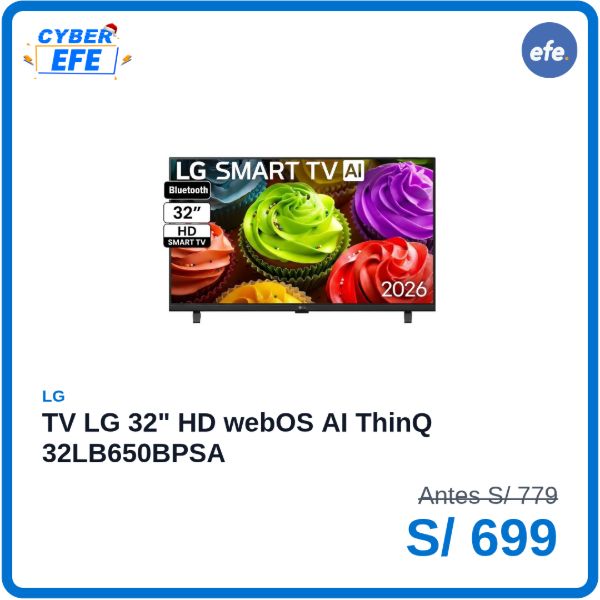 CYBER
EFE
efe.
LG SMART TV AI
Bluetooth
32”
HD
SMART TV
2026
LG
TV LG 32" HD webOS AI ThinQ
32LB650BPSA
Antes S/ 779
S/ 699